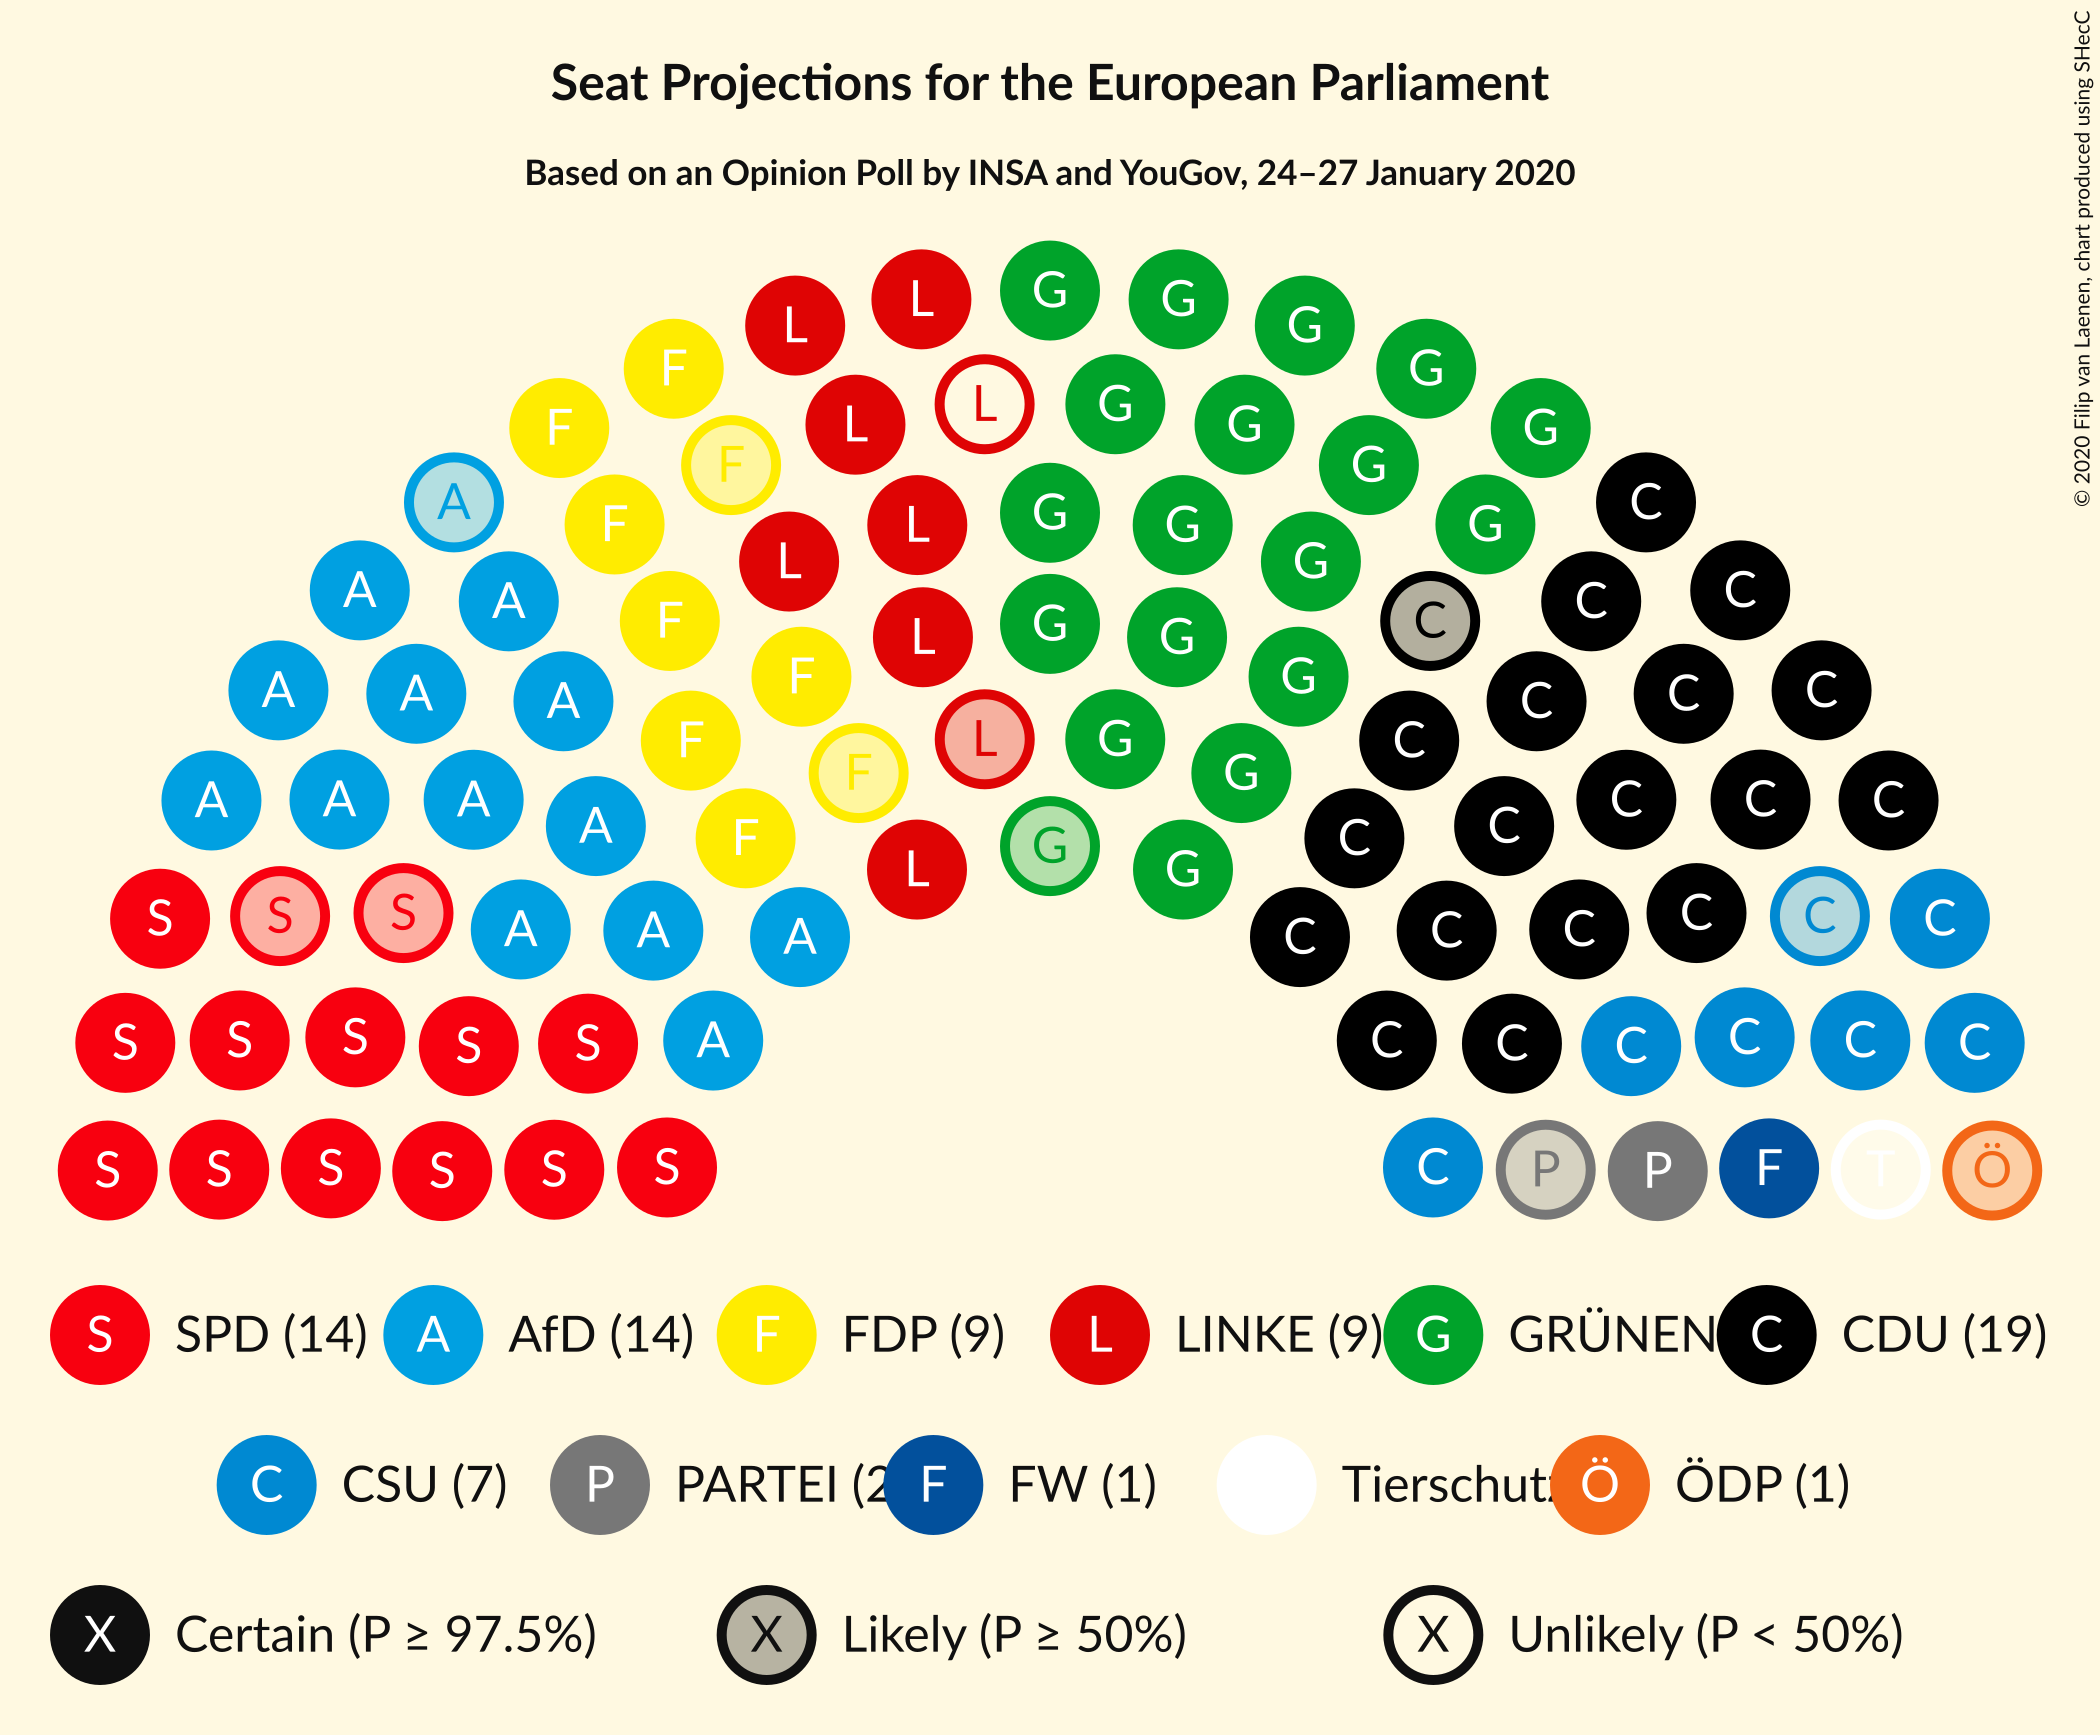 Seat Projections for the European Parliament
Based on an Opinion Poll by INSA and YouGov, 24–27 January 2020
© 2020 Filip van Laenen, chart produced using SHecC
L G G
L G
F G
L G
L G
F G
F L G
A C
G
F L G G
F G
A C
A C
F C
L G G
A G C
F G
A A C C
A F C C
F L G
F G
A A A C C C
A F C C
L G G
A C
A S C C
S S C C
A A A C C C
S S S A C C C C
S S C C C C
S S S S S S C P P F T Ö
S SPD (14) A AfD (14) F FDP (9) L LINKE (9) G GRÜNEN C CDU (19)
C CSU (7) P PARTEI (2 F FW (1) Tierschutz Ö ÖDP (1)
X Certain (P ≥ 97.5%) X Likely (P ≥ 50%) X Unlikely (P < 50%)